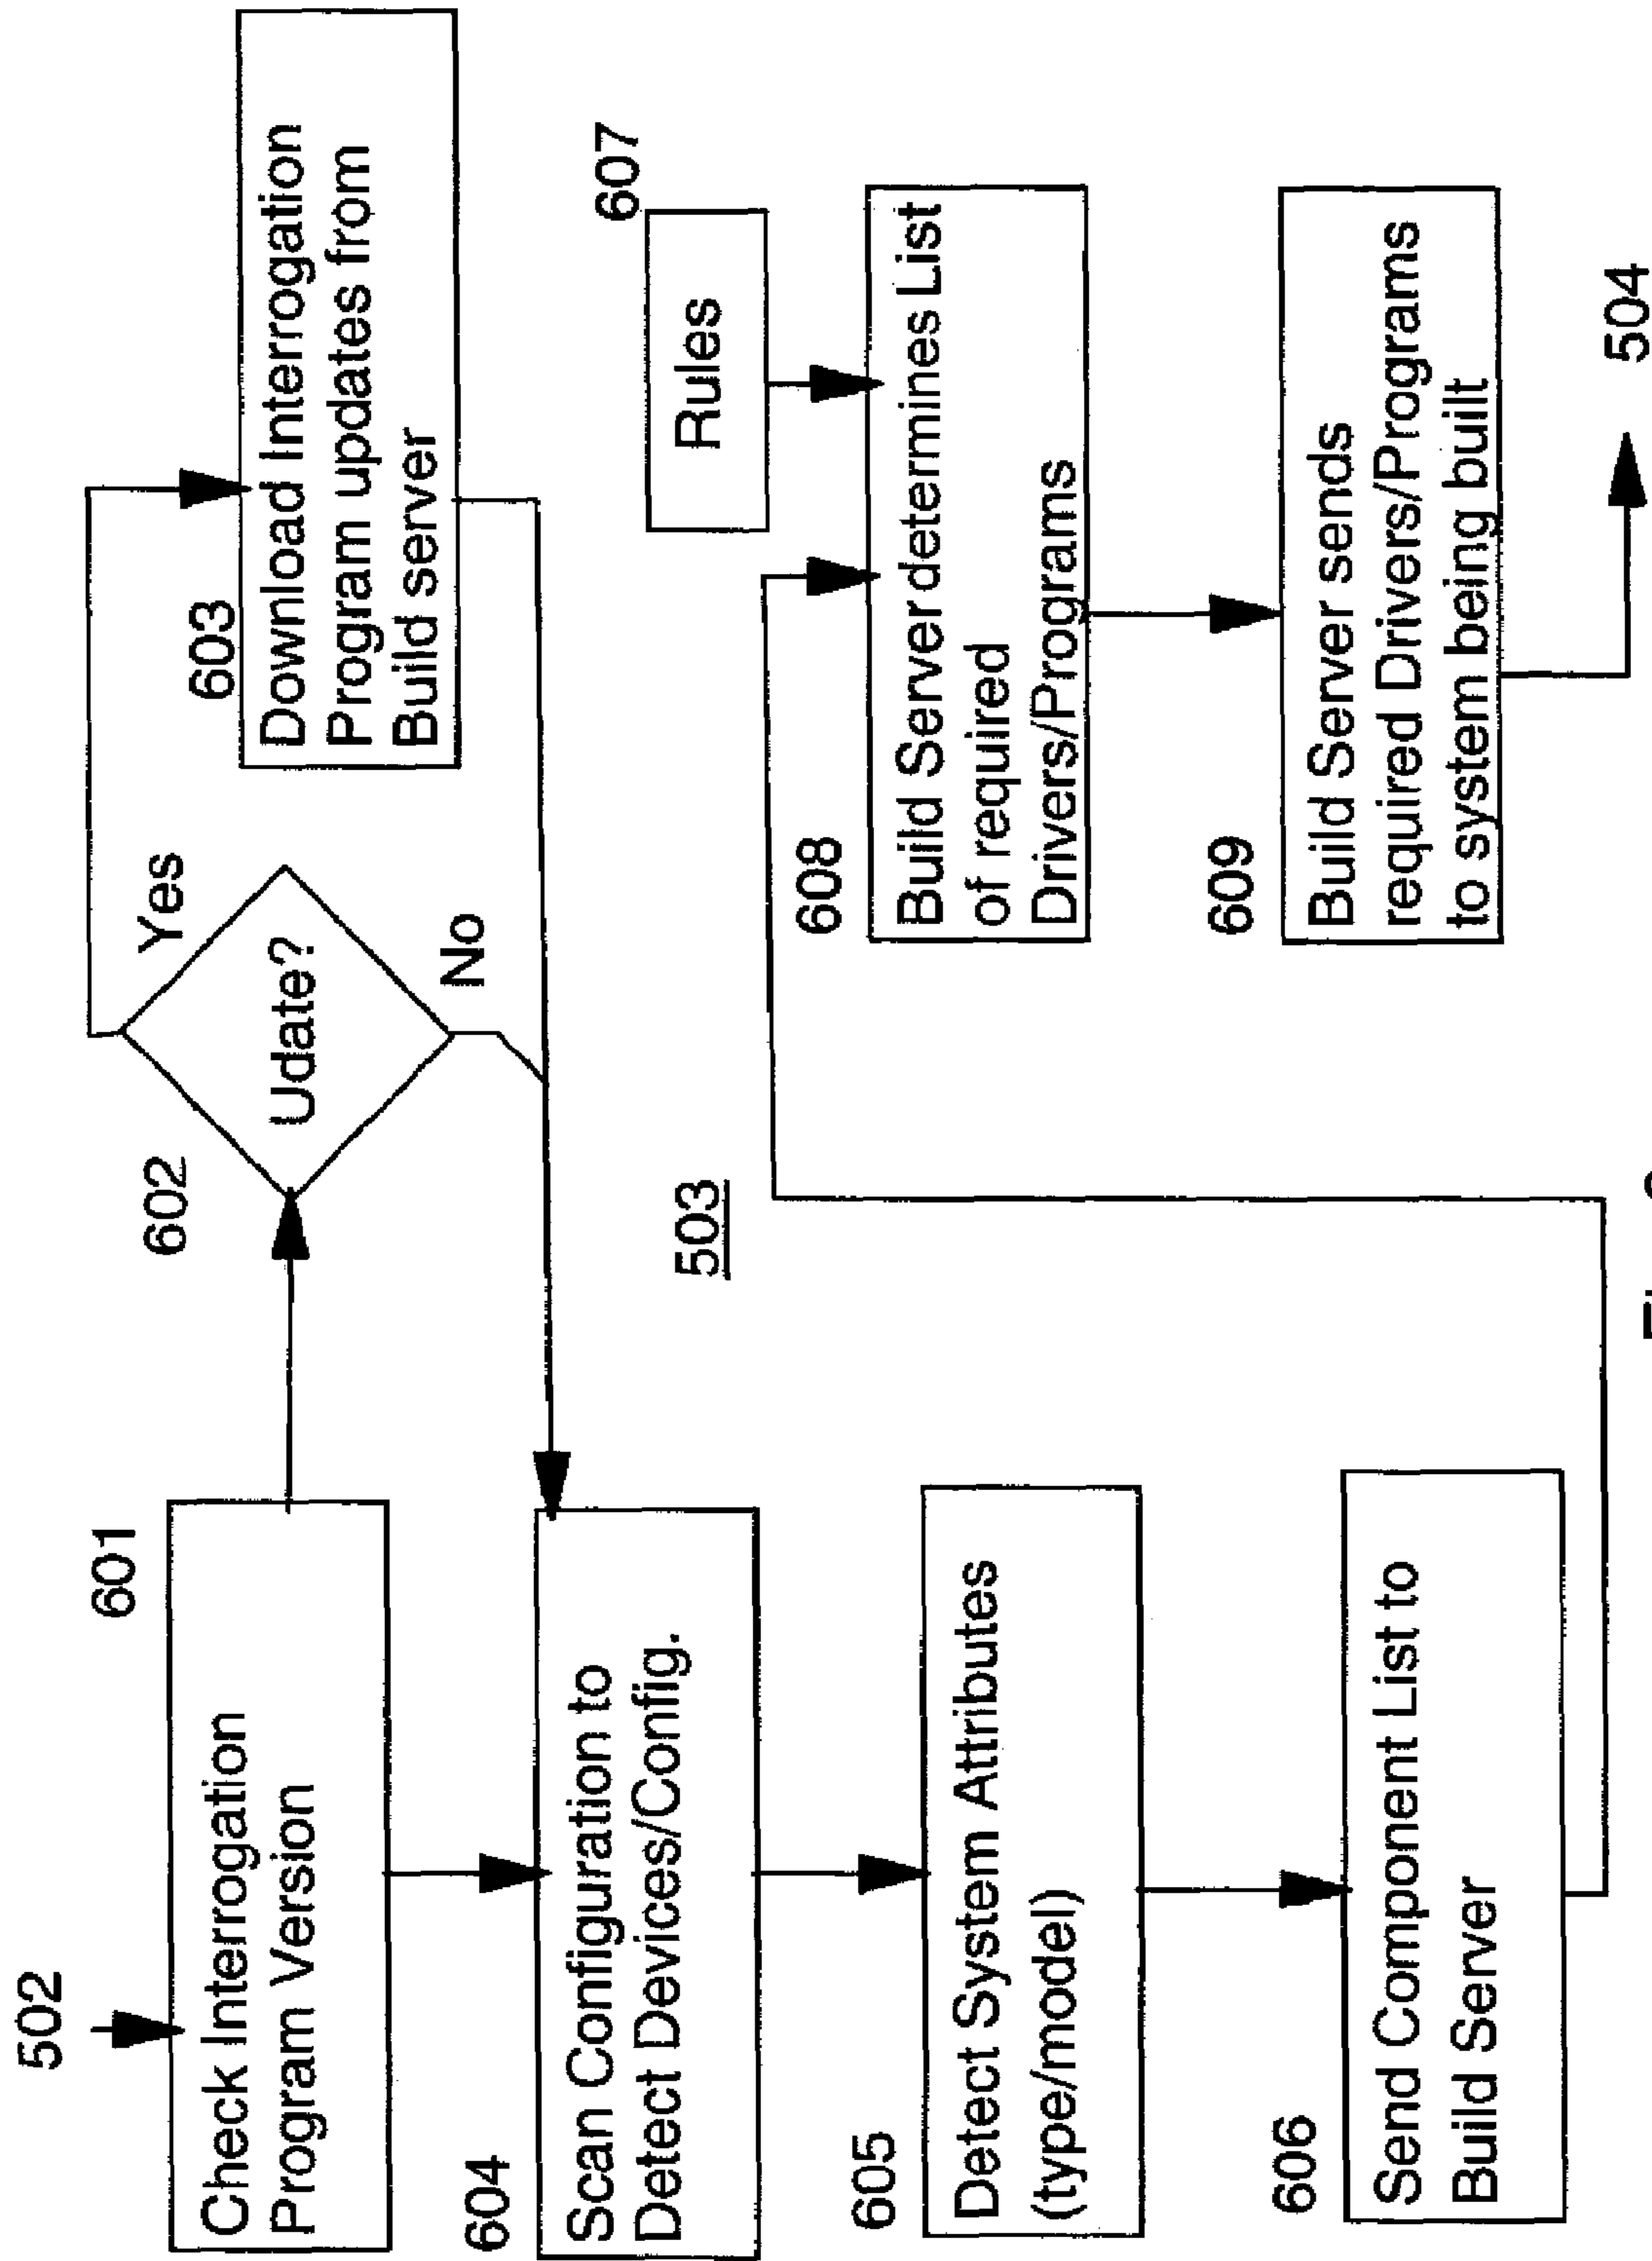 502
601
Check Interrogation
Program Version
602
Udate?
Yes
No
603
Download Interrogation
Program updates from
Build server
604
Scan Configuration to
Detect Devices/Config.
503
605
Detect System Attributes
(type/model)
606
Send Component List to
Build Server
607
Rules
608
Build Server determines List
of required
Drivers/Programs
609
Build Server sends
required Drivers/Programs
to system being built
504